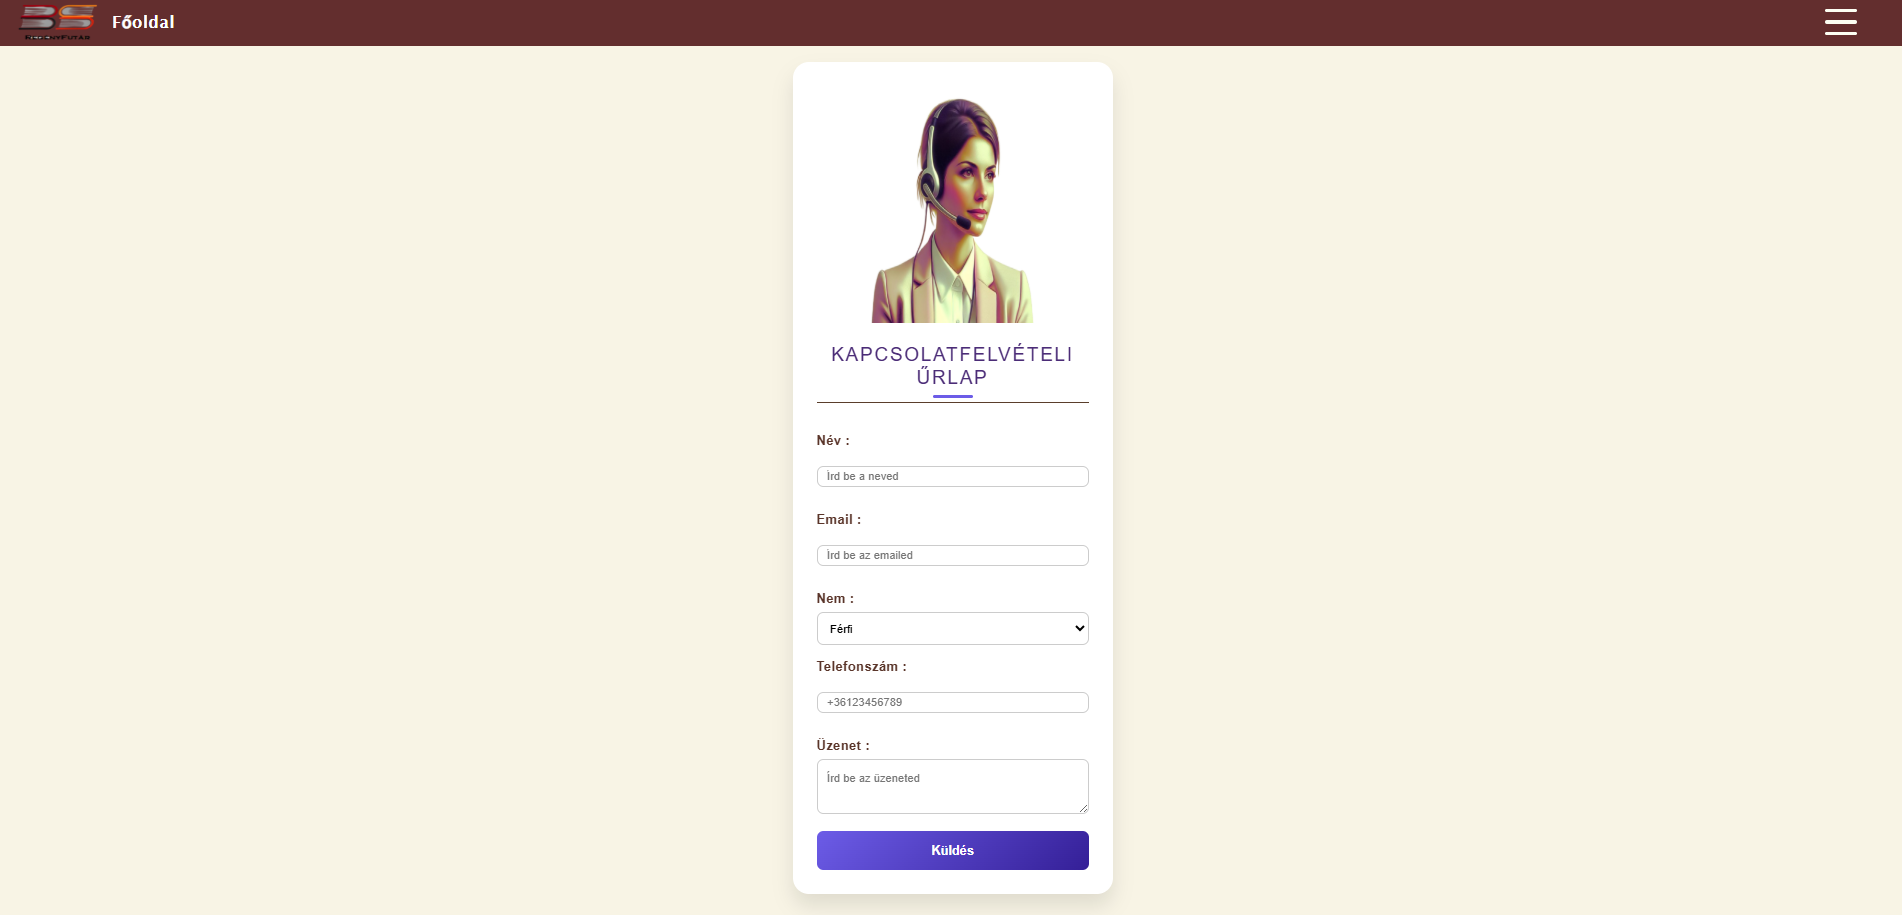 BS
Főoldal
KAPCSOLATFELVÉTELI
ŰRLAP
Név :
Írd be a neved
Email :
Írd be az emailed
Nem :
Férfi
Telefonszám :
+36123456789
Üzenet :
Írd be az üzeneted
Küldés